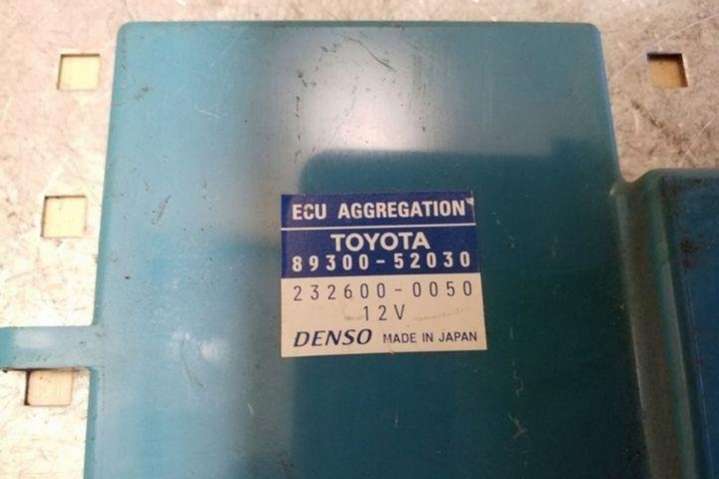 ECU AGGREGATION
TOYOTA
89300-52030
232600-0050
12V
DENSO MADE IN JAPAN